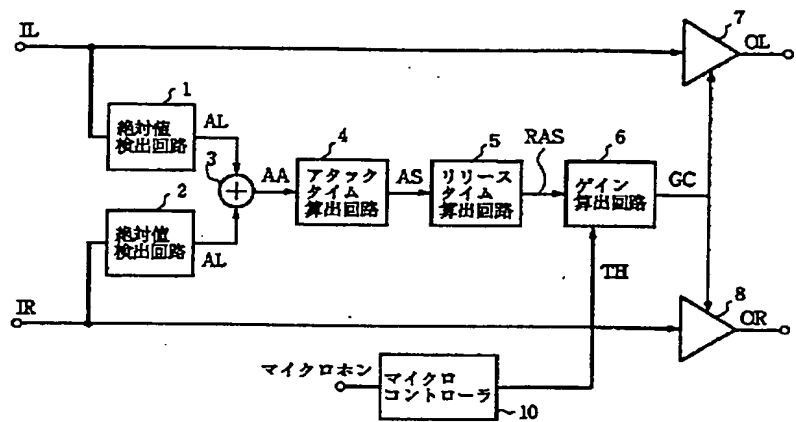 IL
7
OL
1
絶対値
検出回路
AL
3
+
AA
4
アタック
タイム
算出回路
AS
5
リリース
タイム
算出回路
RAS
6
ゲイン
算出回路
GC
2
絶対値
検出回路
AL
TH
IR
8
OR
マイクロホン
マイクロ
コントローラ
10